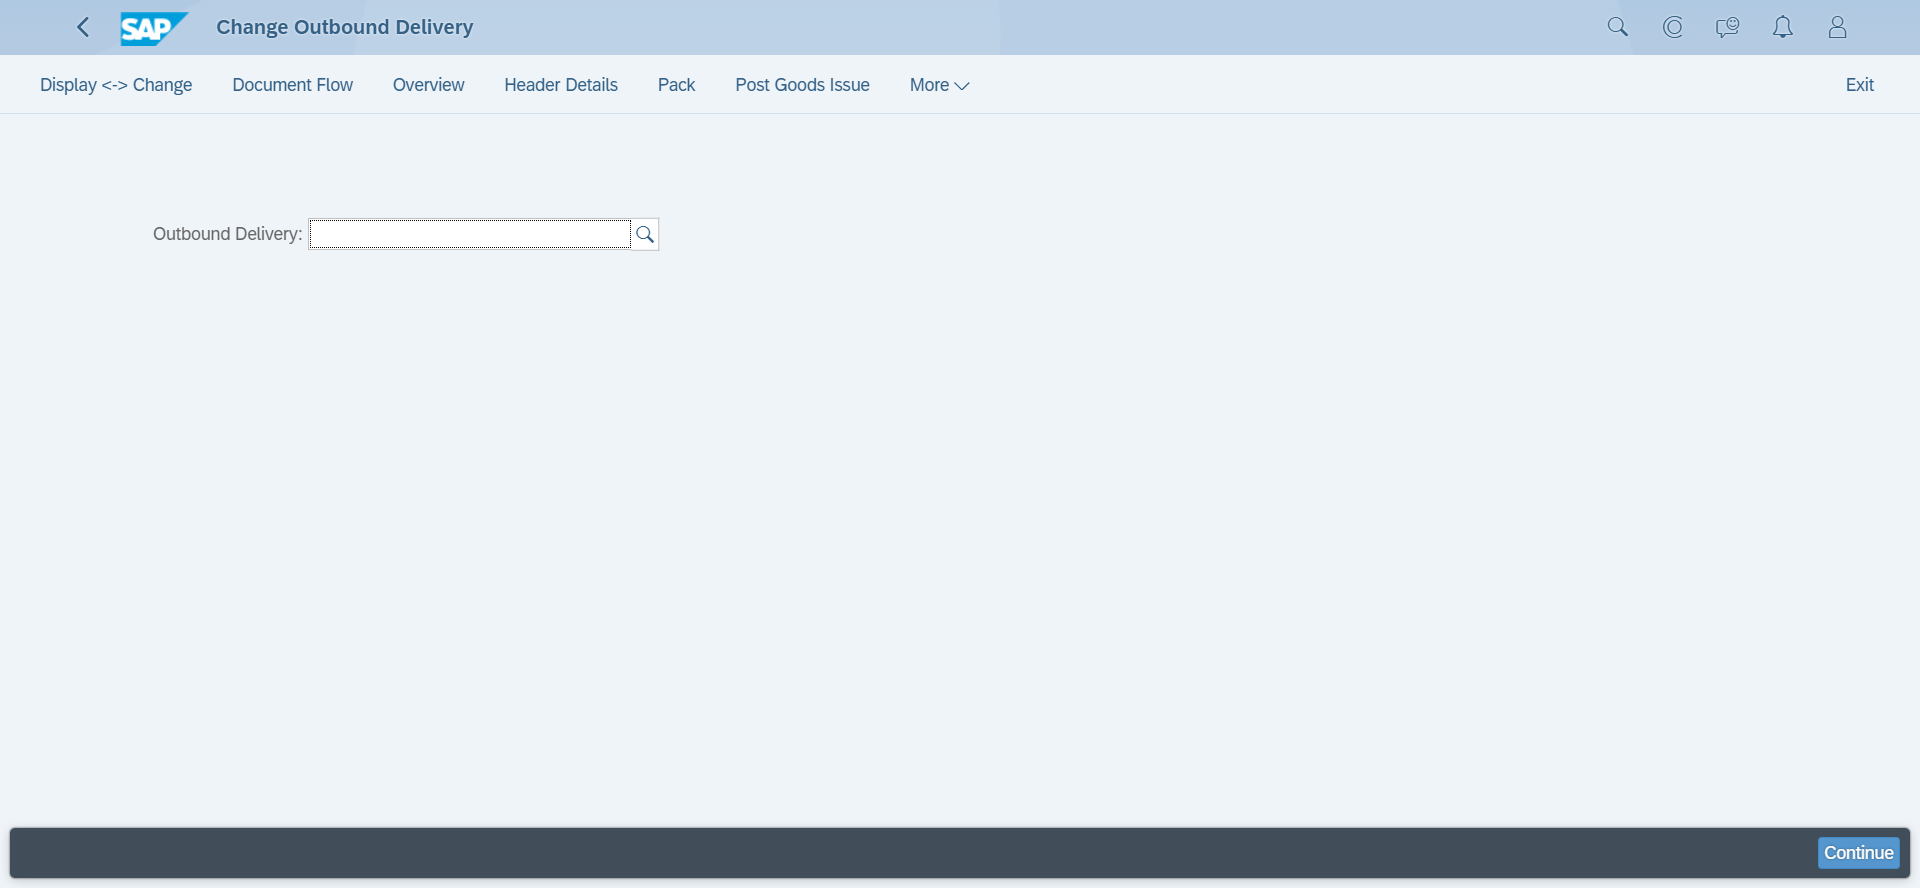 SAP Change Outbound Delivery
Display <-> Change Document Flow Overview Header Details Pack Post Goods Issue More Exit
Outbound Delivery:
Continue